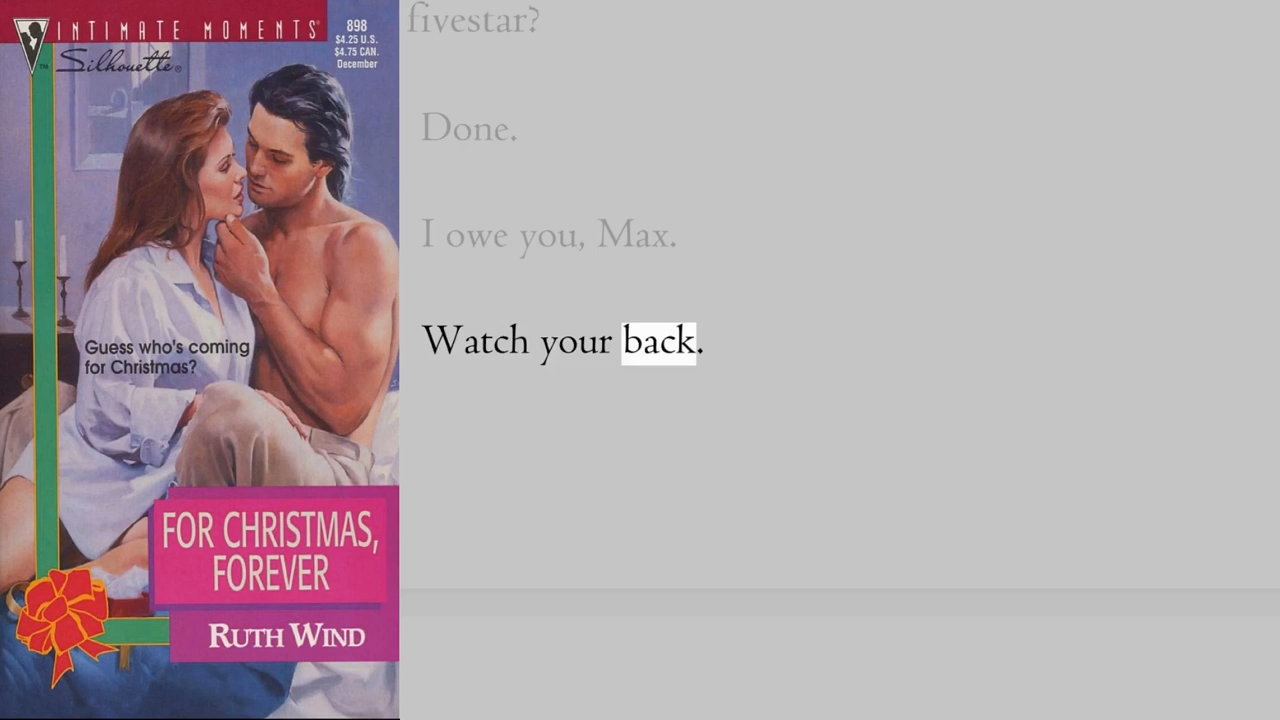 INTIMATE MOMENTS®
898
$4.25 U.S.
$4.75 CAN.
December
™ Silhouette®
Guess who's coming
for Christmas?
FOR CHRISTMAS,
FOREVER
RUTH WIND
fivestar?
Done.
I owe you, Max.
Watch your back.